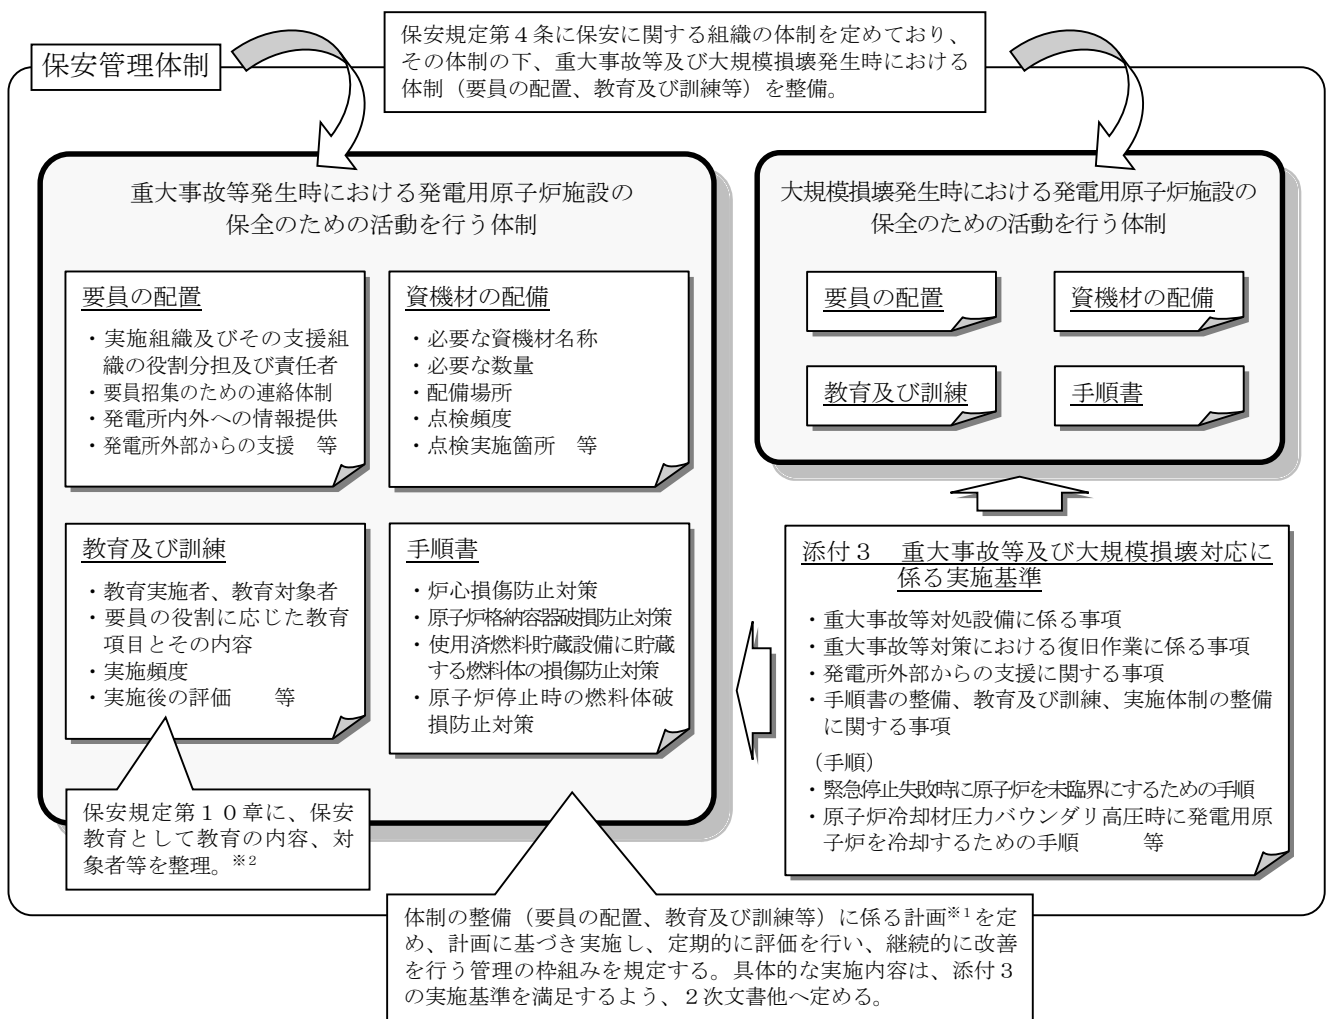 保安管理体制
保安規定第４条に保安に関する組織の体制を定めており、
その体制の下、重大事故等及び大規模損壊発生時における
体制（要員の配置、教育及び訓練等）を整備。
重大事故等発生時における発電用原子炉施設の
保全のための活動を行う体制
要員の配置
・実施組織及びその支援組
織の役割分担及び責任者
・要員招集のための連絡体制
・発電所内外への情報提供
・発電所外部からの支援　等
資機材の配備
・必要な資機材名称
・必要な数量
・配備場所
・点検頻度
・点検実施箇所　等
教育及び訓練
・教育実施者、教育対象者
・要員の役割に応じた教育
項目とその内容
・実施頻度
・実施後の評価　　等
手順書
・炉心損傷防止対策
・原子炉格納容器破損防止対策
・使用済燃料貯蔵設備に貯蔵
する燃料体の損傷防止対策
・原子炉停止時の燃料体破
損防止対策
保安規定第１０章に、保安
教育として教育の内容、対
象者等を整理。※2
大規模損壊発生時における発電用原子炉施設の
保全のための活動を行う体制
要員の配置
資機材の配備
教育及び訓練
手順書
添付３　重大事故等及び大規模損壊対応に
係る実施基準
・重大事故等対処設備に係る事項
・重大事故等対策における復旧作業に係る事項
・発電所外部からの支援に関する事項
・手順書の整備、教育及び訓練、実施体制の整備
に関する事項
（手順）
・緊急停止失敗時に原子炉を未臨界にするための手順
・原子炉冷却材圧力バウンダリ高圧時に発電用原
子炉を冷却するための手順　　　等
体制の整備（要員の配置、教育及び訓練等）に係る計画※1を定
め、計画に基づき実施し、定期的に評価を行い、継続的に改善
を行う管理の枠組みを規定する。具体的な実施内容は、添付３
の実施基準を満足するよう、２次文書他へ定める。